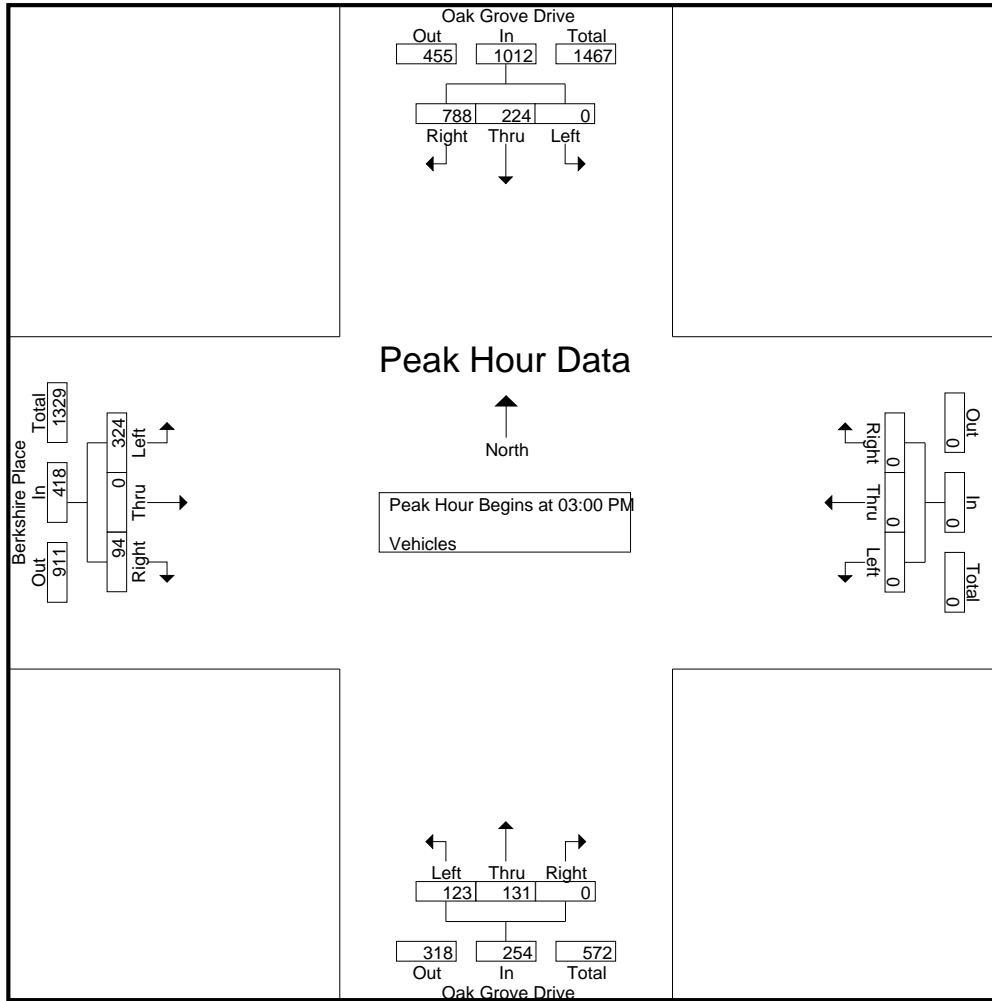 Oak Grove Drive
Out In Total
455 1012 1467
788 224 0
Right Thru Left
Peak Hour Data
North
Peak Hour Begins at 03:00 PM
Vehicles
Berkshire Place
Out In Total
911 418 1329
Right Thru Left
94 0 324
Out In Total
0 0 0
Right Thru Left
0 0 0
Left Thru Right
123 131 0
318 254 572
Out In Total
Oak Grove Drive